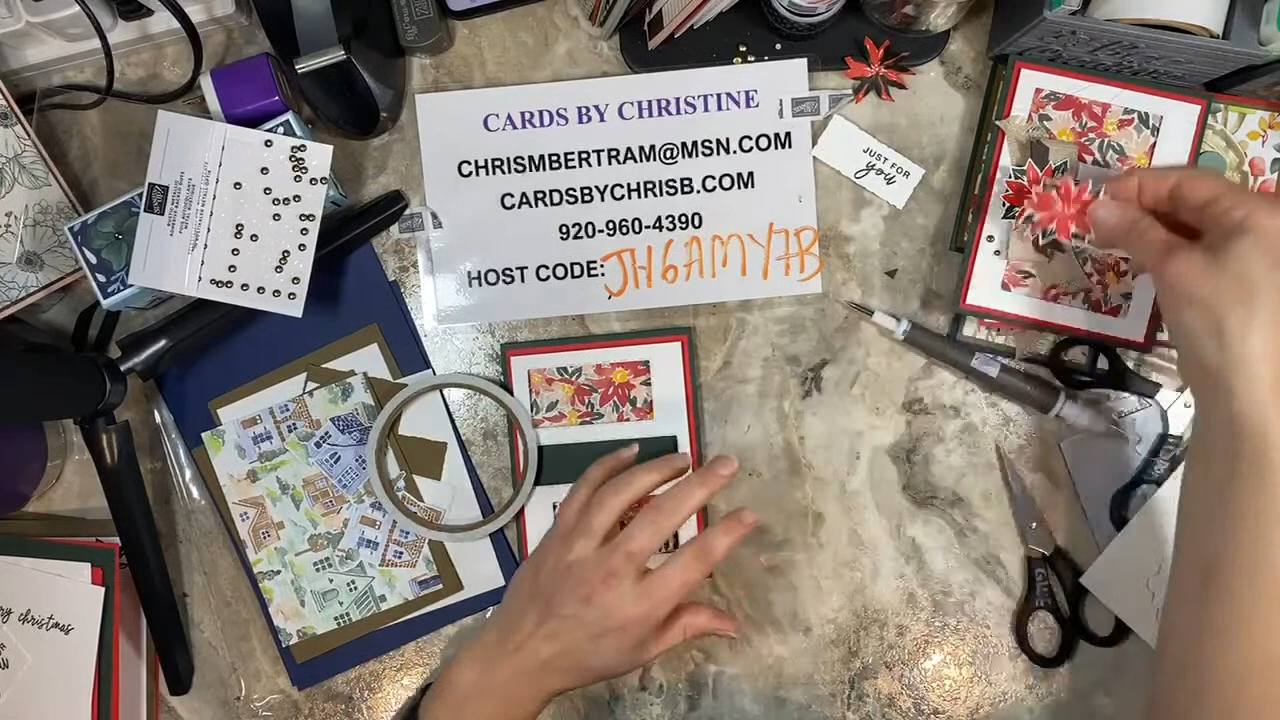 CARDS BY CHRISTINE
CHRISMBERTRAM@MSN.COM
CARDSBYCHRISB.COM
920-960-4390
HOST CODE: JH6AMY7B
JUST FOR
you
christmas